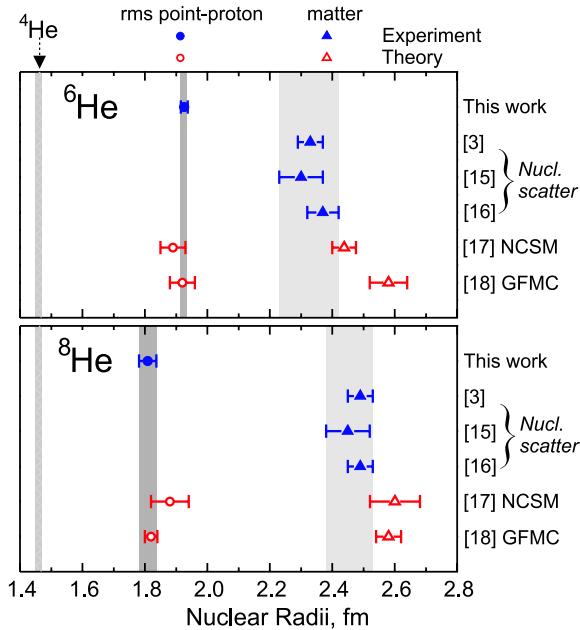 rms point-proton matter
⁴He
Experiment
Theory
⁶He
This work
[3]
[15] Nucl.
scatter
[16]
[17] NCSM
[18] GFMC
⁸He
This work
[3]
[15] Nucl.
scatter
[16]
[17] NCSM
[18] GFMC
1.4 1.6 1.8 2.0 2.2 2.4 2.6 2.8
Nuclear Radii, fm